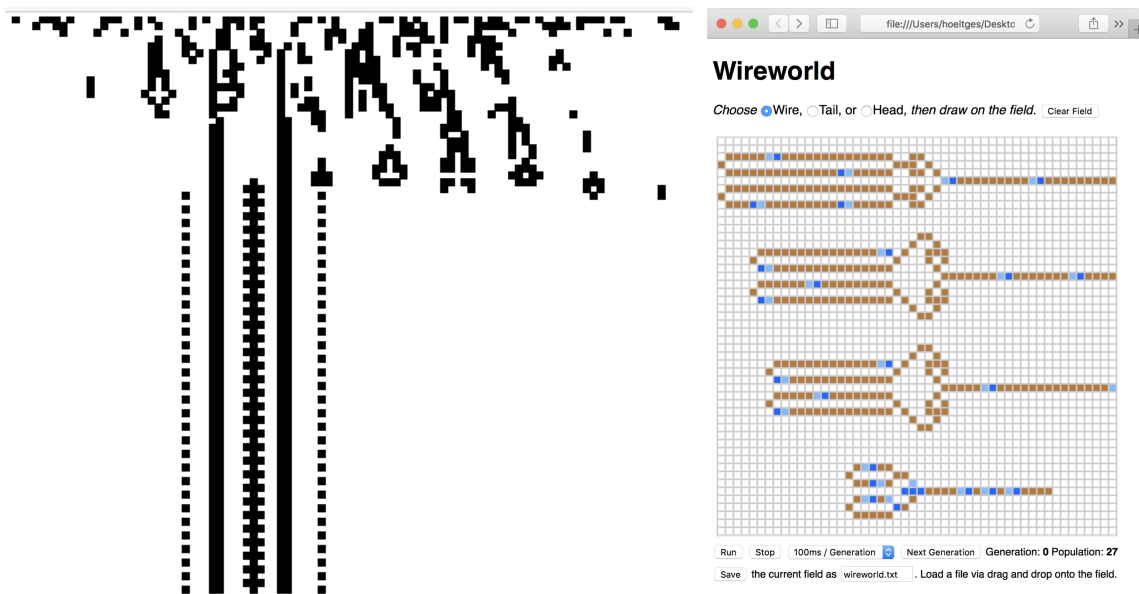 file:///Users/hoeltges/Desktc
Wireworld
Choose Wire, Tail, or Head, then draw on the field. Clear Field
Run Stop 100ms / Generation Next Generation Generation: 0 Population: 27
Save the current field as wireworld.txt . Load a file via drag and drop onto the field.